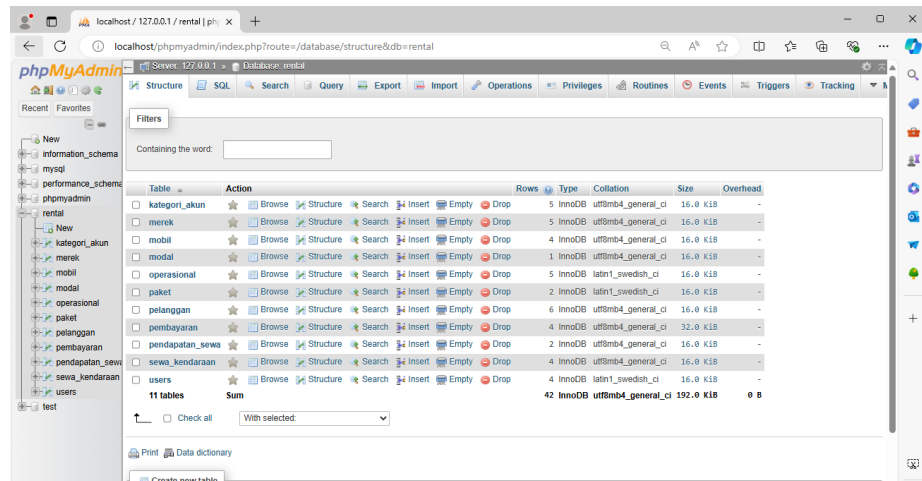 localhost / 127.0.0.1 / rental | ph
localhost/phpmyadmin/index.php?route=/database/structure&db=rental
phpMyAdmin
Server: 127.0.0.1 » Database: rental
Structure SQL Search Query Export Import Operations Privileges Routines Events Triggers Tracking
Recent Favorites
New
information_schema
mysql
performance_schema
phpmyadmin
rental
New
kategori_akun
merek
mobil
modal
operasional
paket
pelanggan
pembayaran
pendapatan_sewa
sewa_kendaraan
users
test
Filters
Containing the word:
Table Action Rows Type Collation Size Overhead
kategori_akun Browse Structure Search Insert Empty Drop 5 InnoDB utf8mb4_general_ci 16.0 KiB -
merek Browse Structure Search Insert Empty Drop 5 InnoDB utf8mb4_general_ci 16.0 KiB -
mobil Browse Structure Search Insert Empty Drop 4 InnoDB utf8mb4_general_ci 16.0 KiB -
modal Browse Structure Search Insert Empty Drop 1 InnoDB utf8mb4_general_ci 16.0 KiB -
operasional Browse Structure Search Insert Empty Drop 5 InnoDB latin1_swedish_ci 16.0 KiB -
paket Browse Structure Search Insert Empty Drop 2 InnoDB latin1_swedish_ci 16.0 KiB -
pelanggan Browse Structure Search Insert Empty Drop 6 InnoDB utf8mb4_general_ci 16.0 KiB -
pembayaran Browse Structure Search Insert Empty Drop 4 InnoDB utf8mb4_general_ci 32.0 KiB -
pendapatan_sewa Browse Structure Search Insert Empty Drop 2 InnoDB utf8mb4_general_ci 16.0 KiB -
sewa_kendaraan Browse Structure Search Insert Empty Drop 4 InnoDB utf8mb4_general_ci 16.0 KiB -
users Browse Structure Search Insert Empty Drop 4 InnoDB latin1_swedish_ci 16.0 KiB -
11 tables Sum 42 InnoDB utf8mb4_general_ci 192.0 KiB 0 B
Check all With selected:
Print Data dictionary
Create new table